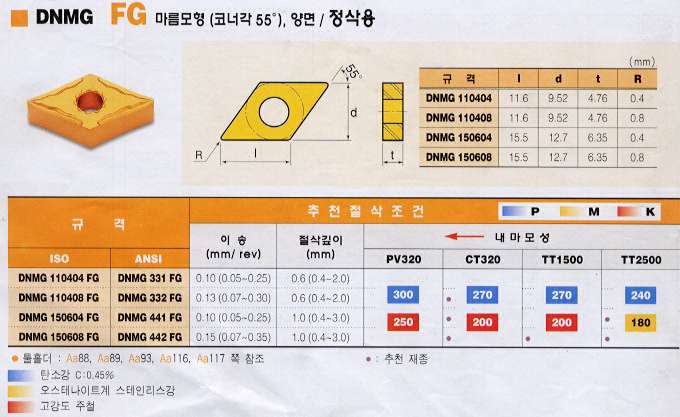 DNMG FG 마름모형 (코너각 55°), 양면 / 정삭용
(mm)
규 격 l d t R
DNMG 110404 11.6 9.52 4.76 0.4
DNMG 110408 11.6 9.52 4.76 0.8
DNMG 150604 15.5 12.7 6.35 0.4
DNMG 150608 15.5 12.7 6.35 0.8
55°
d
R
l
t
규 격
추 천 절 삭 조 건
P M K
ISO ANSI
이 송 (mm/ rev)
절삭깊이 (mm)
내 마 모 성
PV320 CT320 TT1500 TT2500
DNMG 110404 FG DNMG 331 FG 0.10 (0.05~0.25) 0.6 (0.4~2.0)
DNMG 110408 FG DNMG 332 FG 0.13 (0.07~0.30) 0.6 (0.4~2.0)
DNMG 150604 FG DNMG 441 FG 0.10 (0.05~0.25) 1.0 (0.4~3.0)
DNMG 150608 FG DNMG 442 FG 0.15 (0.07~0.35) 1.0 (0.4~3.0)
300 270 270 240
250 200 200 180
• 툴홀더 : Aa88, Aa89, Aa93, Aa116, Aa117 쪽 참조
• : 추천 재종
탄소강 C:0.45%
오스테나이트계 스테인리스강
고강도 주철